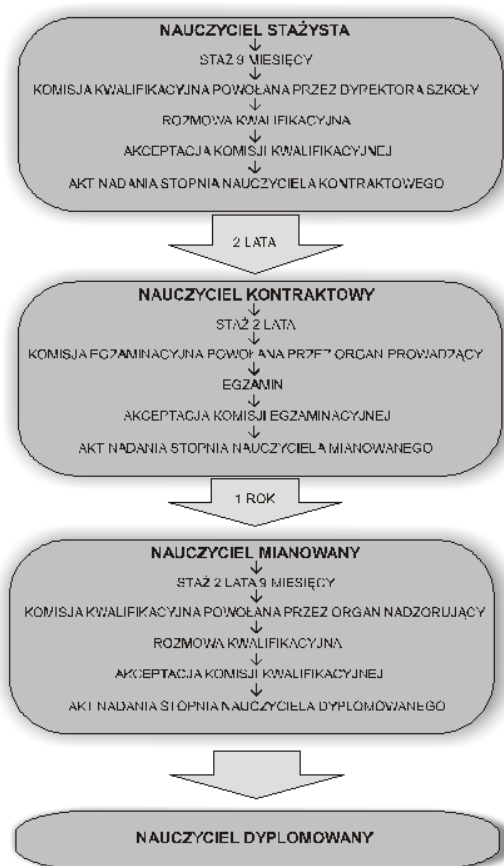 NAUCZYCIEL STAŻYSTA
STAŻ 9 MIESIĘCY
KOMISJA KWALIFIKACYJNA POWOŁANA PRZEZ DYREKTORA SZKOŁY
ROZMOWA KWALIFIKACYJNA
AKCEPTACJA KOMISJI KWALIFIKACYJNEJ
AKT NADANIA STOPNIA NAUCZYCIELA KONTRAKTOWEGO
2 LATA
NAUCZYCIEL KONTRAKTOWY
STAŻ 2 LATA
KOMISJA EGZAMINACYJNA POWOŁANA PRZEZ ORGAN PROWADZĄCY
EGZAMIN
AKCEPTACJA KOMISJI EGZAMINACYJNEJ
AKT NADANIA STOPNIA NAUCZYCIELA MIANOWANEGO
1 ROK
NAUCZYCIEL MIANOWANY
STAŻ 2 LATA 9 MIESIĘCY
KOMISJA KWALIFIKACYJNA POWOŁANA PRZEZ ORGAN NADZORUJĄCY
ROZMOWA KWALIFIKACYJNA
AKCEPTACJA KOMISJI KWALIFIKACYJNEJ
AKT NADANIA STOPNIA NAUCZYCIELA DYPLOMOWANEGO
NAUCZYCIEL DYPLOMOWANY